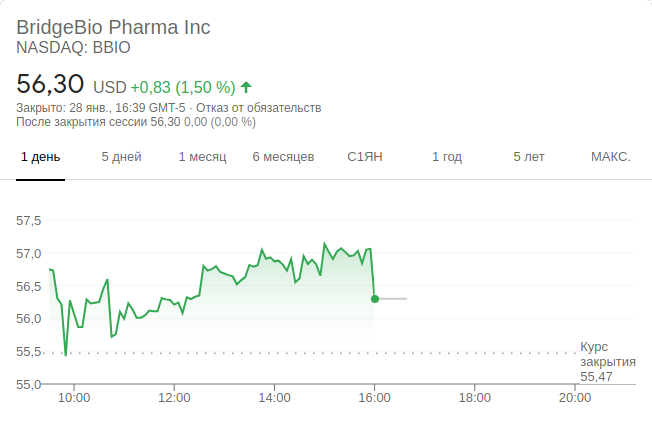 BridgeBio Pharma Inc
NASDAQ: BBIO
56,30 USD +0,83 (1,50 %)
Закрыто: 28 янв., 16:39 GMT-5 · Отказ от обязательств
После закрытия сессии 56,30 0,00 (0,00 %)
1 день 5 дней 1 месяц 6 месяцев С1ЯН 1 год 5 лет МАКС.
57,5
57,0
56,5
56,0
55,5
55,0
Курс
закрытия
55,47
10:00 12:00 14:00 16:00 18:00 20:00